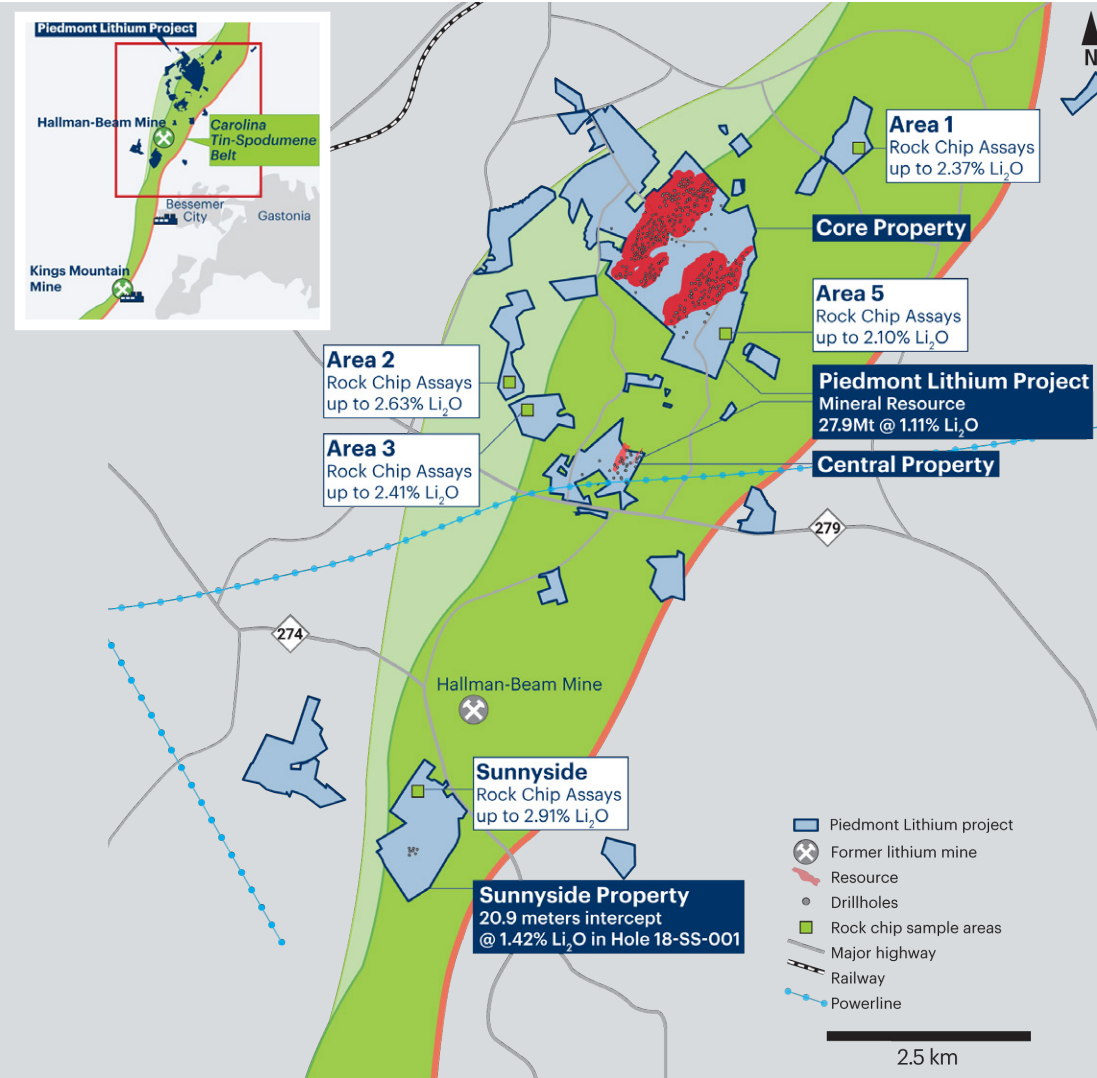 Piedmont Lithium Project
Hallman-Beam Mine
Carolina
Tin-Spodumene
Belt
Bessemer
City
Gastonia
Kings Mountain
Mine
N
Area 1
Rock Chip Assays
up to 2.37% Li₂O
Core Property
Area 5
Rock Chip Assays
up to 2.10% Li₂O
Area 2
Rock Chip Assays
up to 2.63% Li₂O
Piedmont Lithium Project
Mineral Resource
27.9Mt @ 1.11% Li₂O
Area 3
Rock Chip Assays
up to 2.41% Li₂O
Central Property
279
274
Hallman-Beam Mine
Sunnyside
Rock Chip Assays
up to 2.91% Li₂O
Sunnyside Property
20.9 meters intercept
@ 1.42% Li₂O in Hole 18-SS-001
Piedmont Lithium project
Former lithium mine
Resource
Drillholes
Rock chip sample areas
Major highway
Railway
Powerline
2.5 km